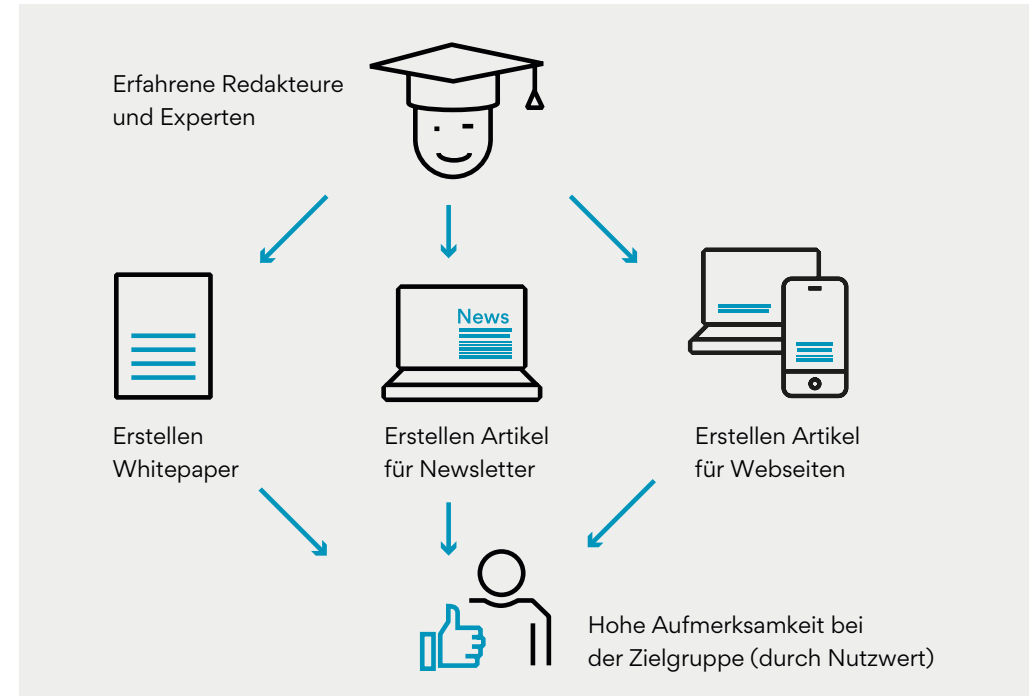 Erfahrene Redakteure
und Experten
News
Erstellen
Whitepaper
Erstellen Artikel
für Newsletter
Erstellen Artikel
für Webseiten
Hohe Aufmerksamkeit bei
der Zielgruppe (durch Nutzwert)